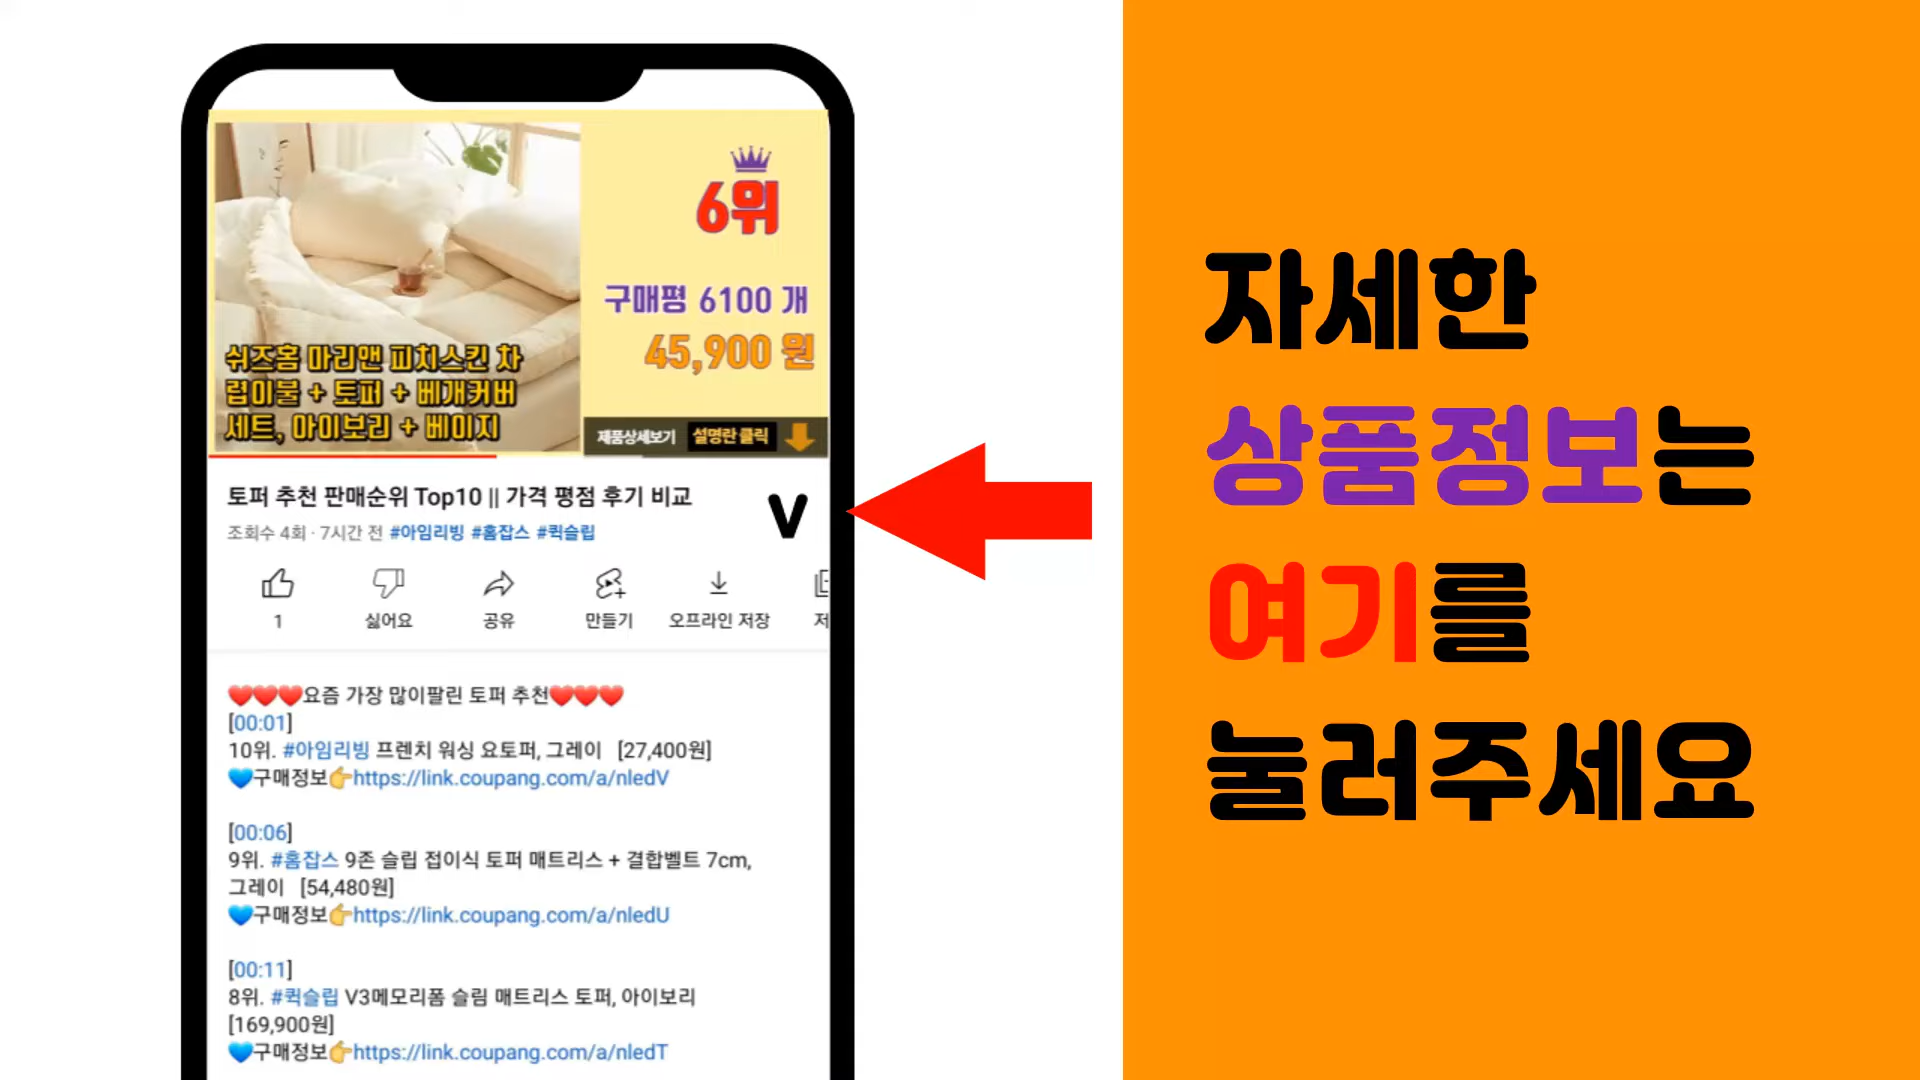 6위
구매평 6100 개
45,900 원
쉬즈홈 마리앤 피치스킨 차
렵이불 + 토퍼 + 베개커버
세트, 아이보리 + 베이지
제품상세보기 설명란 클릭
토퍼 추천 판매순위 Top10 || 가격 평점 후기 비교
V
조회수 4회 · 7시간 전 #아임리빙 #홈잡스 #퀵슬립
1 싫어요 공유 만들기 오프라인 저장 저
❤️❤️❤️요즘 가장 많이팔린 토퍼 추천❤️❤️❤️
[00:01]
10위. #아임리빙 프렌치 워싱 요토퍼, 그레이 [27,400원]
💙구매정보👉https://link.coupang.com/a/nledV
[00:06]
9위. #홈잡스 9존 슬립 접이식 토퍼 매트리스 + 결합벨트 7cm,
그레이 [54,480원]
💙구매정보👉https://link.coupang.com/a/nledU
[00:11]
8위. #퀵슬립 V3메모리폼 슬림 매트리스 토퍼, 아이보리
[169,900원]
💙구매정보👉https://link.coupang.com/a/nledT
자세한
상품정보는
여기를
눌러주세요